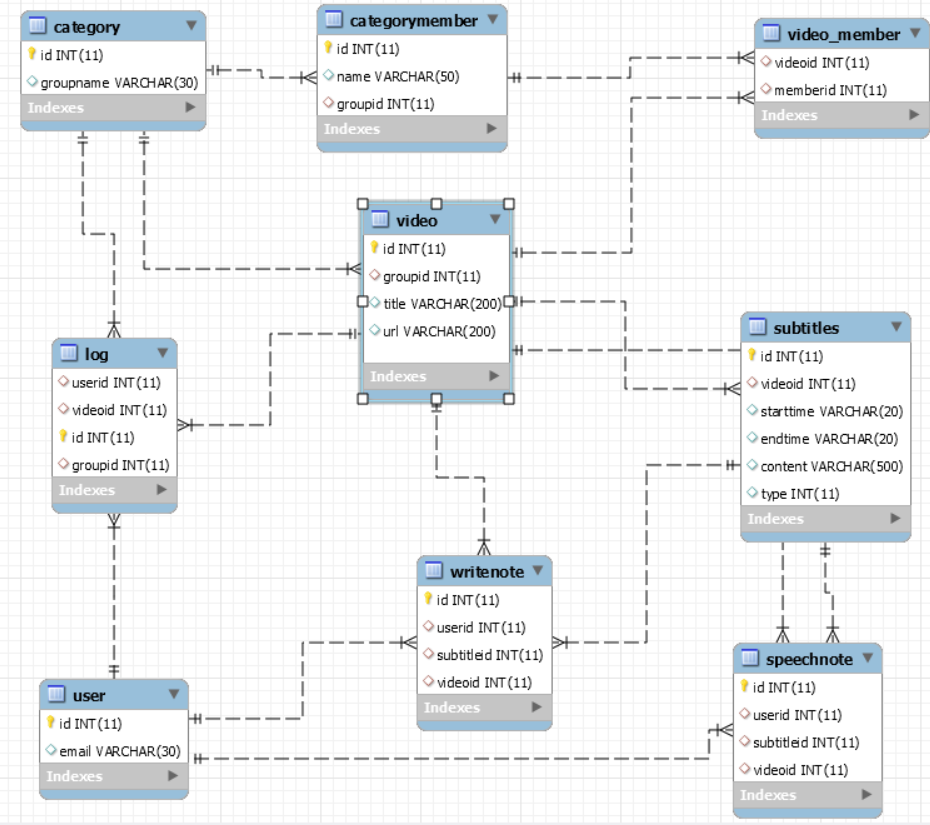 category
id INT(11)
groupname VARCHAR(30)
Indexes
categorymember
id INT(11)
name VARCHAR(50)
groupid INT(11)
Indexes
video_member
videoid INT(11)
memberid INT(11)
Indexes
video
id INT(11)
groupid INT(11)
title VARCHAR(200)
url VARCHAR(200)
Indexes
log
userid INT(11)
videoid INT(11)
id INT(11)
groupid INT(11)
Indexes
subtitles
id INT(11)
videoid INT(11)
starttime VARCHAR(20)
endtime VARCHAR(20)
content VARCHAR(500)
type INT(11)
Indexes
writenote
id INT(11)
userid INT(11)
subtitleid INT(11)
videoid INT(11)
Indexes
user
id INT(11)
email VARCHAR(30)
Indexes
speechnote
id INT(11)
userid INT(11)
subtitleid INT(11)
videoid INT(11)
Indexes